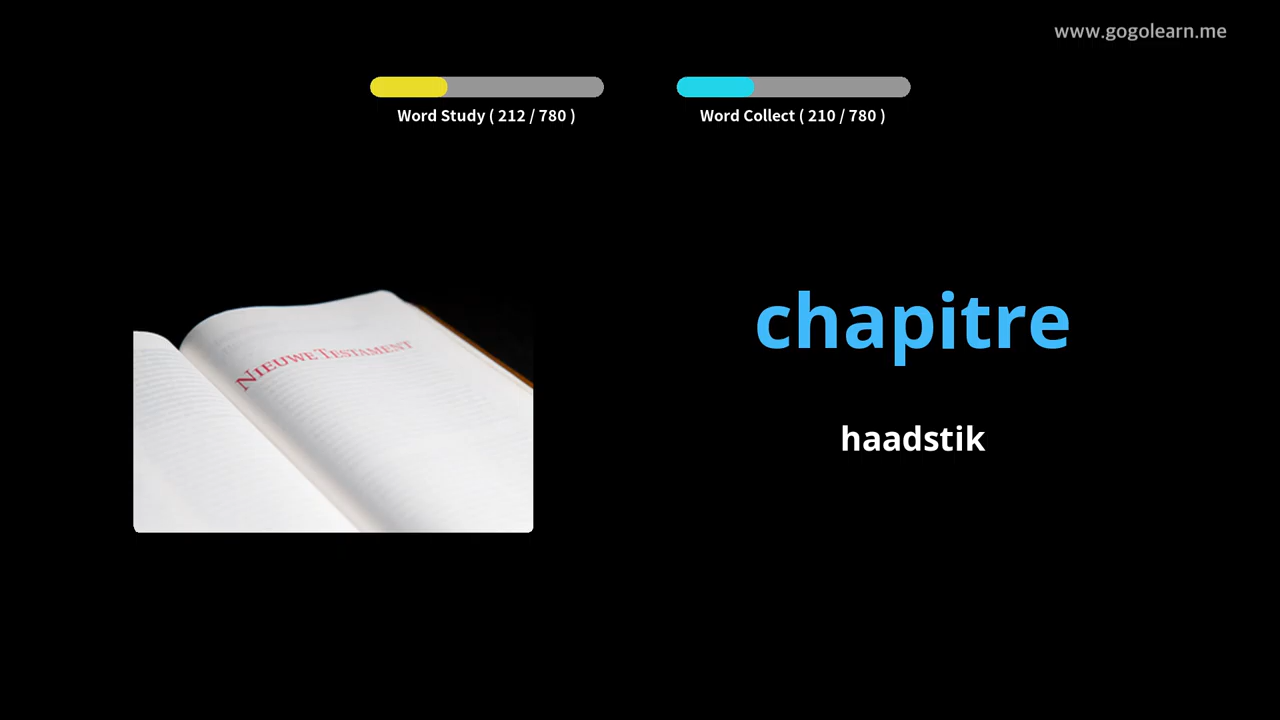 www.gogolearn.me
Word Study ( 212 / 780 )
Word Collect ( 210 / 780 )
NIEUWE TESTAMENT
chapitre
haadstik